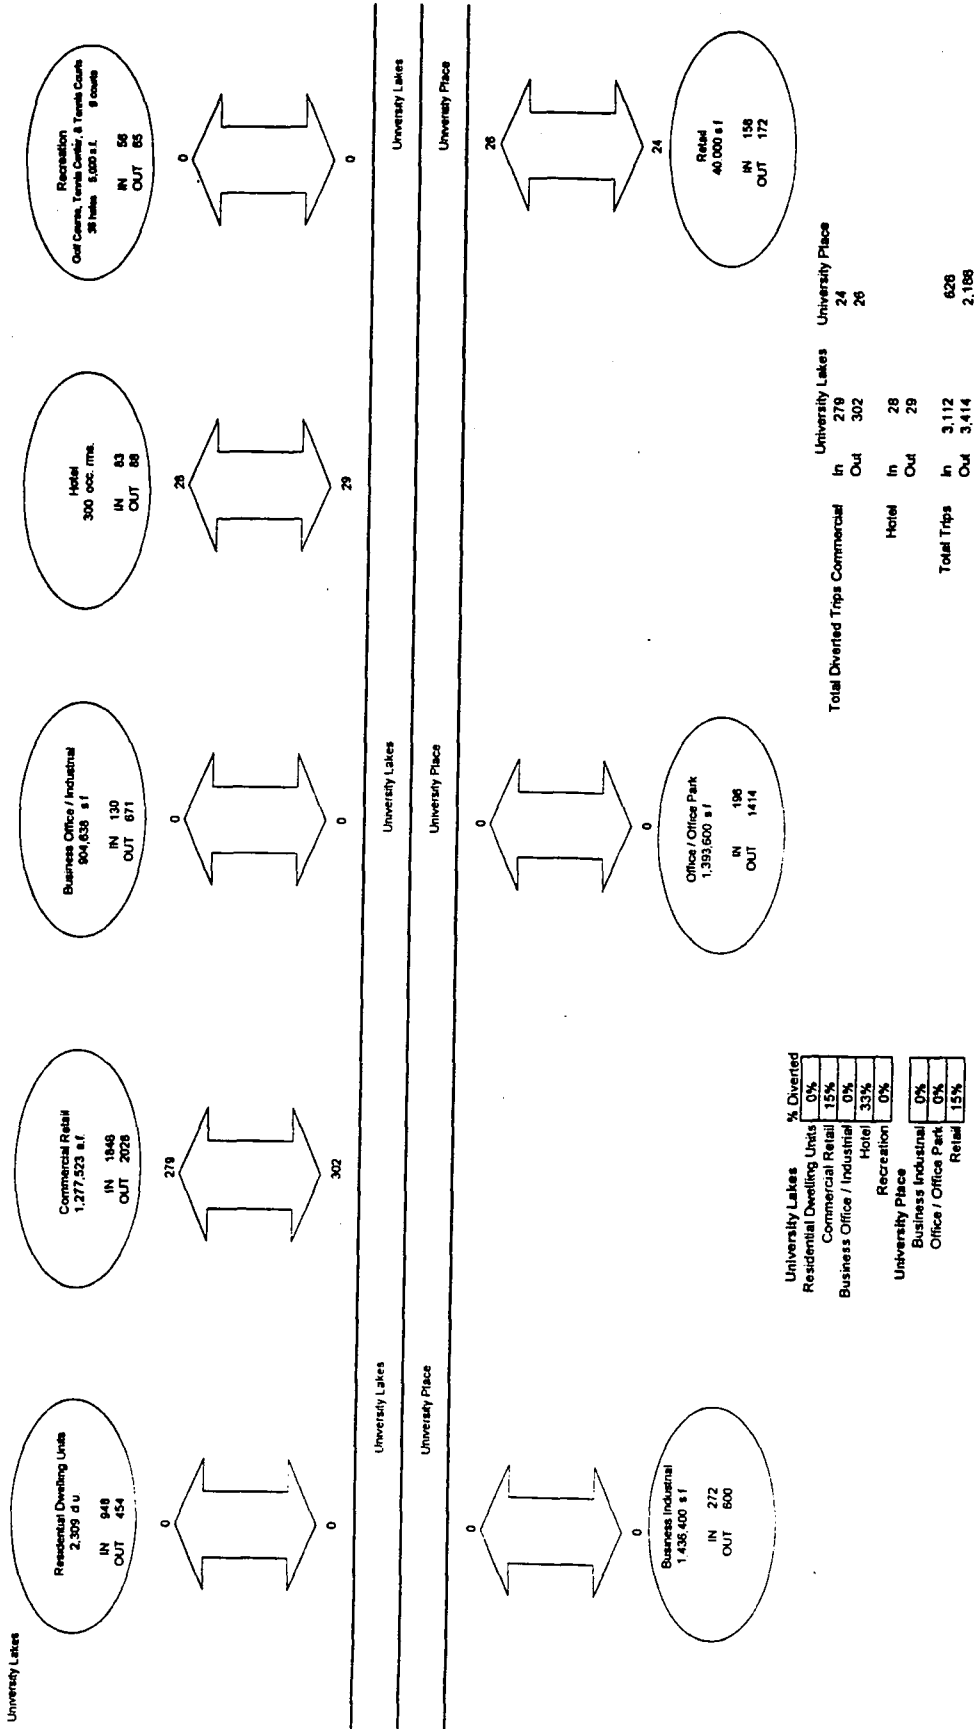 University Lakes
Residential Dwelling Units
2,309 d u
IN 948
OUT 454
0
0
Commercial Retail
1,277,523 s.f.
IN 1846
OUT 2026
279
302
Business Office / Industrial
904,638 s f
IN 130
OUT 671
0
0
Hotel
300 occ. rms.
IN 83
OUT 88
28
29
Recreation
Golf Course, Tennis Center, & Tennis Courts
36 holes 5,000 s.f. 9 courts
IN 56
OUT 65
0
0
University Lakes
University Lakes
University Lakes
University Place
University Place
University Place
0
0
Business Industrial
1 436,400 s f
IN 272
OUT 600
0
0
Office / Office Park
1,393,600 s f
IN 196
OUT 1414
26
24
Retail
40.000 s f
IN 158
OUT 172
% Diverted
University Lakes
Residential Dwelling Units 0%
Commercial Retail 15%
Business Office / Industrial 0%
Hotel 33%
Recreation 0%
University Place
Business Industrial 0%
Office / Office Park 0%
Retail 15%
University Lakes University Place
Total Diverted Trips Commercial In 279 24
Out 302 26
Hotel In 28
Out 29
Total Trips In 3,112 626
Out 3,414 2,186